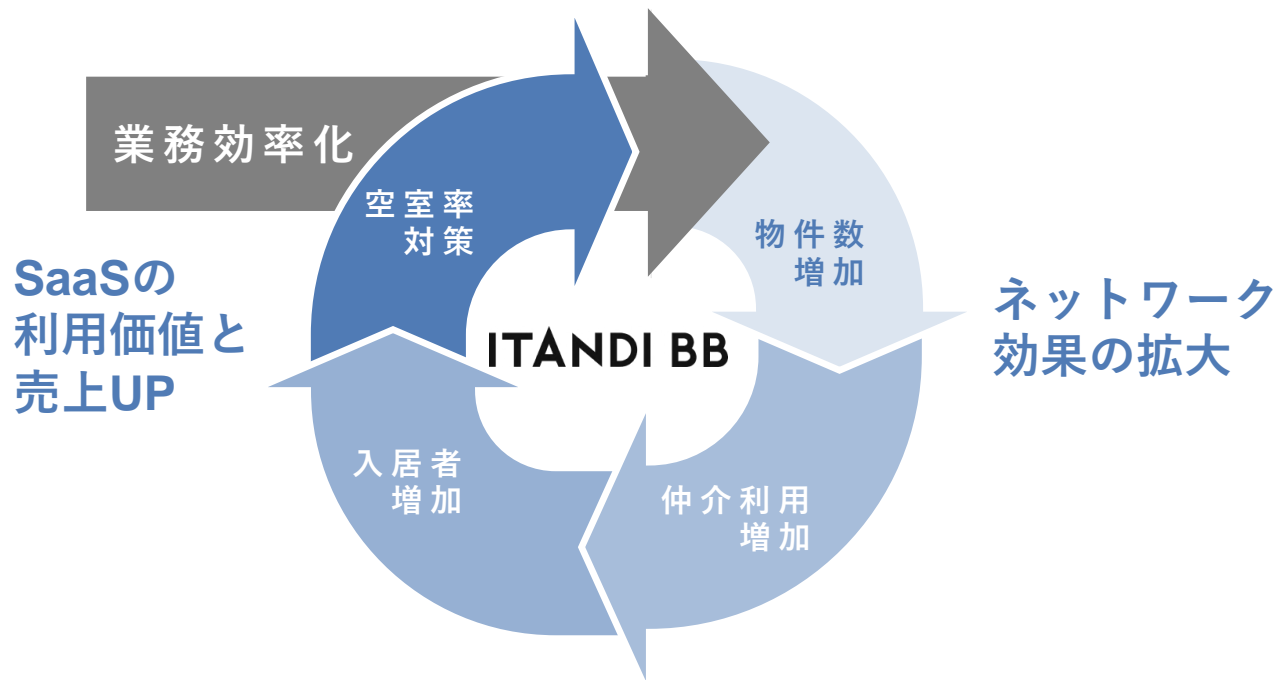 業務効率化
空室率
対策
物件数
増加
SaaSの
利用価値と
売上UP
ITANDI BB
ネットワーク
効果の拡大
入居者
増加
仲介利用
増加